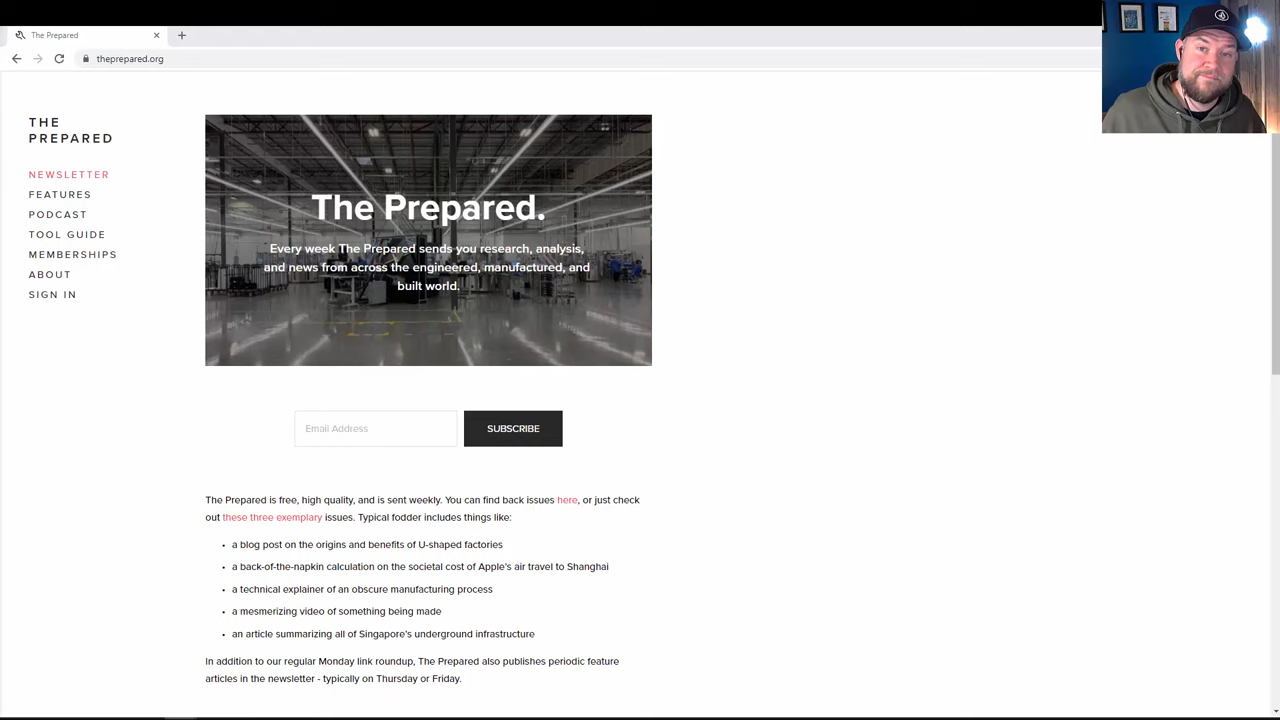 The Prepared
theprepared.org
THE
PREPARED
NEWSLETTER
FEATURES
PODCAST
TOOL GUIDE
MEMBERSHIPS
ABOUT
SIGN IN
The Prepared.
Every week The Prepared sends you research, analysis,
and news from across the engineered, manufactured, and
built world.
Email Address
SUBSCRIBE
The Prepared is free, high quality, and is sent weekly. You can find back issues here, or just check
out these three exemplary issues. Typical fodder includes things like:
• a blog post on the origins and benefits of U-shaped factories
• a back-of-the-napkin calculation on the societal cost of Apple's air travel to Shanghai
• a technical explainer of an obscure manufacturing process
• a mesmerizing video of something being made
• an article summarizing all of Singapore's underground infrastructure
In addition to our regular Monday link roundup, The Prepared also publishes periodic feature
articles in the newsletter - typically on Thursday or Friday.